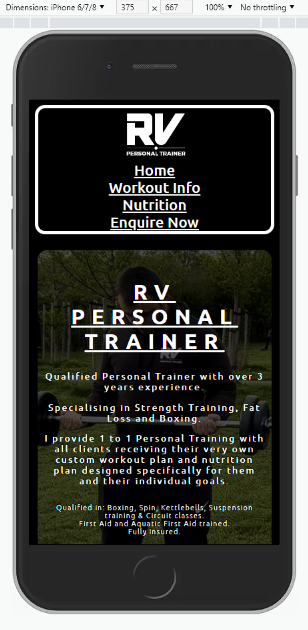 Dimensions: iPhone 6/7/8 ▼ 375 x 667 100% ▼ No throttling ▼
RV
PERSONAL TRAINER
Home
Workout Info
Nutrition
Enquire Now
RV
PERSONAL
TRAINER
Qualified Personal Trainer with over 3
years experience.
Specialising in Strength Training, Fat
Loss and Boxing.
I provide 1 to 1 Personal Training with
all clients receiving their very own
custom workout plan and nutrition
plan designed specifically for them
and their individual goals.
Qualified in: Boxing, Spin, Kettlebells, Suspension
training & Circuit classes.
First Aid and Aquatic First Aid trained.
Fully Insured.